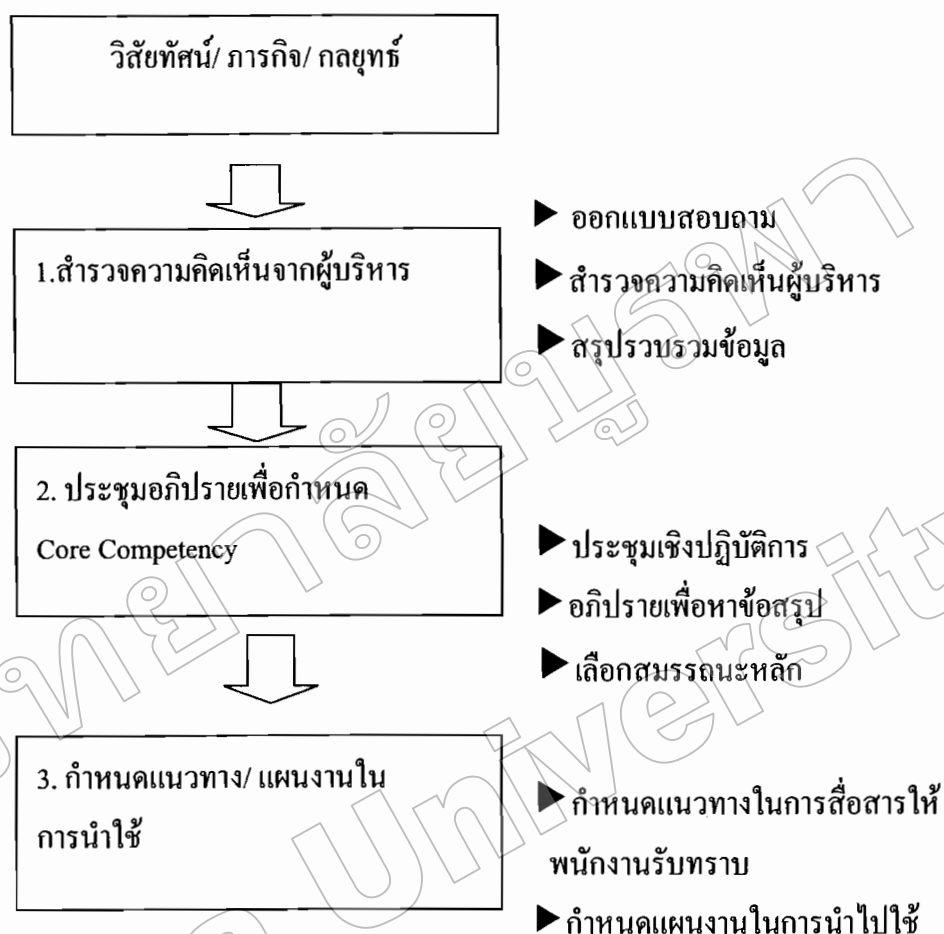 วิสัยทัศน์/ ภารกิจ/ กลยุทธ์
1.สำรวจความคิดเห็นจากผู้บริหาร
▶ ออกแบบสอบถาม
▶ สำรวจความคิดเห็นผู้บริหาร
▶ สรุปรวบรวมข้อมูล
2. ประชุมอภิปรายเพื่อกำหนด
Core Competency
▶ ประชุมเชิงปฏิบัติการ
▶ อภิปรายเพื่อหาข้อสรุป
▶ เลือกสมรรถนะหลัก
3. กำหนดแนวทาง/ แผนงานใน
การนำใช้
▶ กำหนดแนวทางในการสื่อสารให้
พนักงานรับทราบ
▶ กำหนดแผนงานในการนำไปใช้
วิทยาลัยบูรพา
University